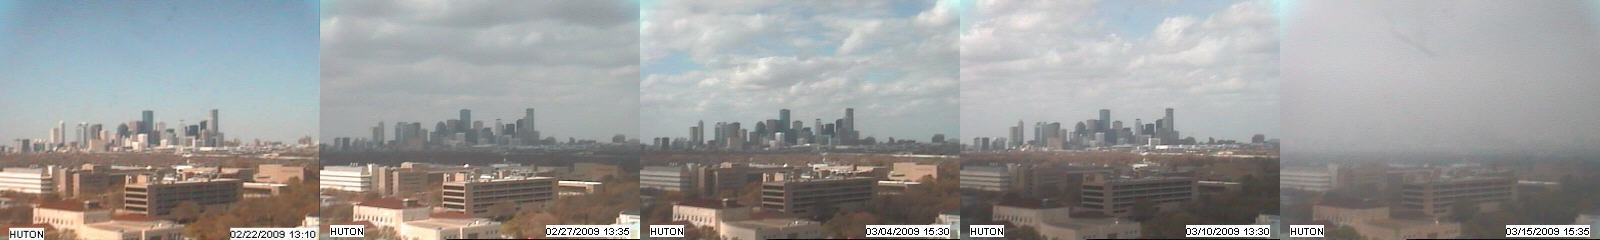 HUTON 02/22/2009 13:10
HUTON 02/27/2009 13:35
HUTON 03/04/2009 15:30
HUTON 03/10/2009 13:30
HUTON 03/15/2009 15:35